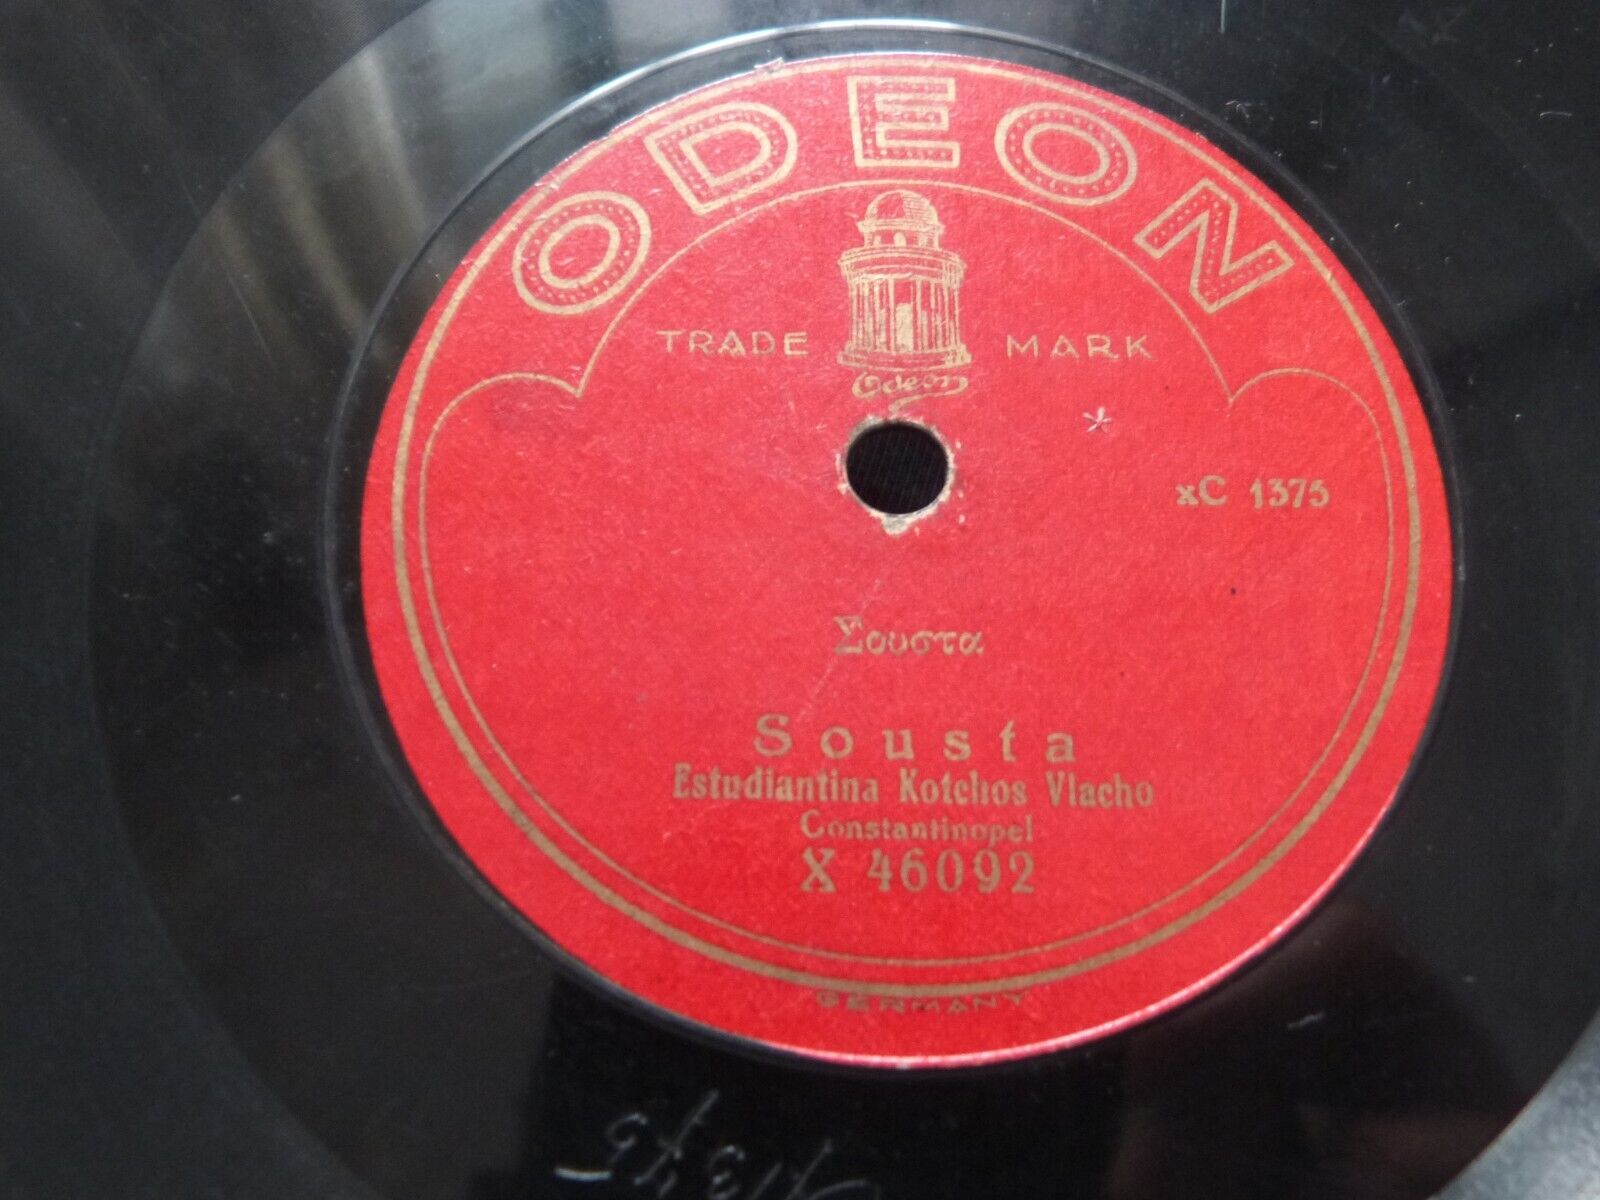 ODEON
TRADE MARK
Odeon
xC 1375
Σουστα
Sousta
Estudiantina Kotchos Vlacho
Constantinopel
X 46092
GERMANY